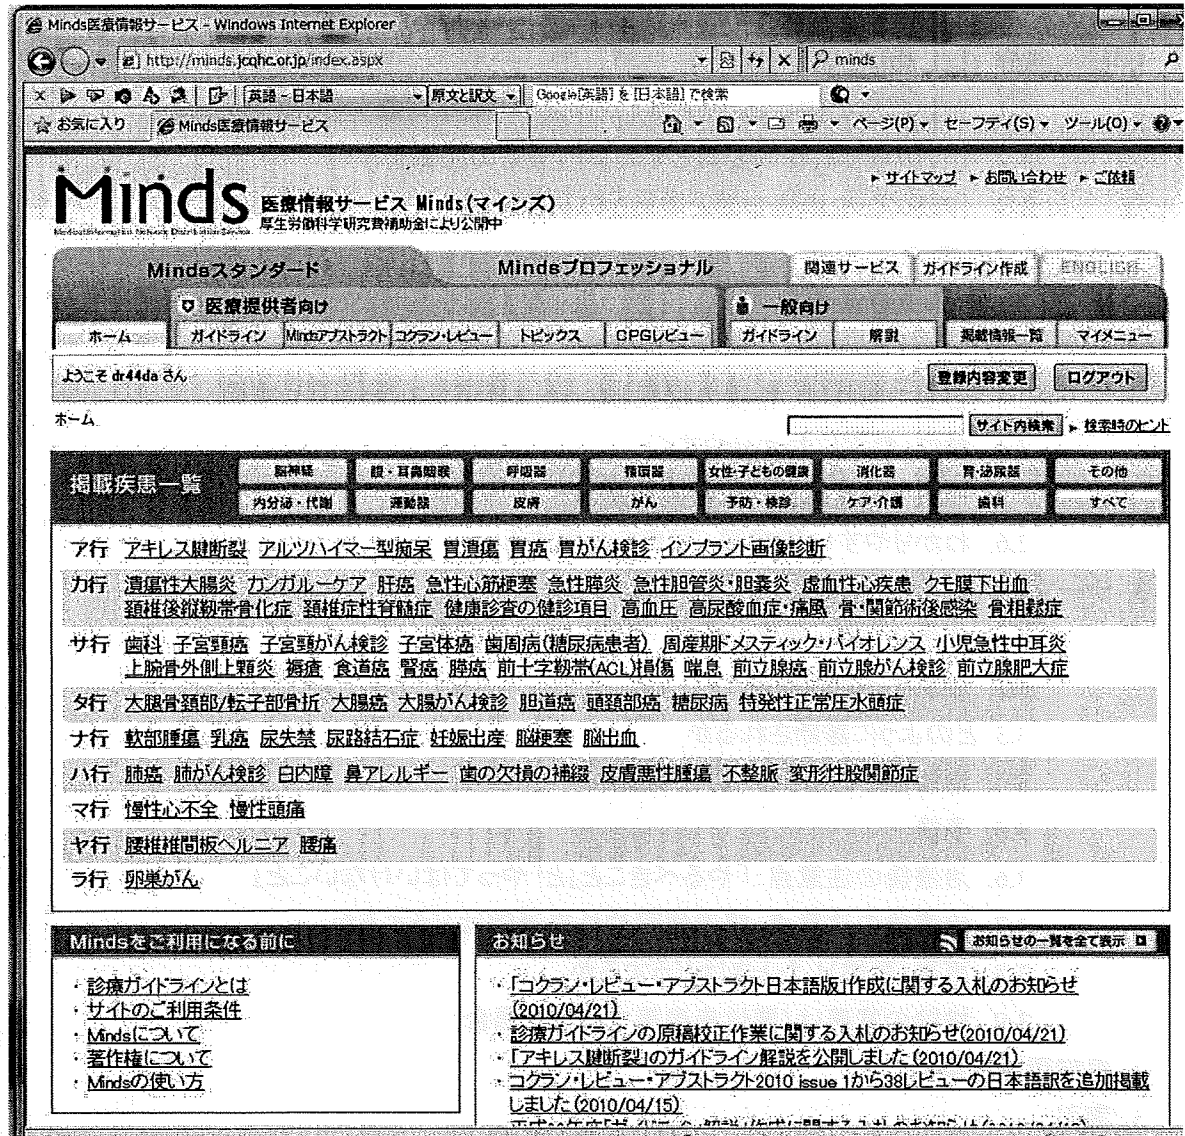 Minds医療情報サービス - Windows Internet Explorer
http://minds.jcqhc.or.jp/index.aspx
minds
英語 - 日本語
原文と訳文
Google[英語]を[日本語]で検索
お気に入り
Minds医療情報サービス
ページ(P) セーフティ(S) ツール(O)
サイトマップ お問い合わせ ご依頼
Minds 医療情報サービス Minds(マインズ)
厚生労働科学研究費補助金により公開中
Mindsスタンダード Mindsプロフェッショナル 関連サービス ガイドライン作成 ENGLISH
医療提供者向け 一般向け
ホーム ガイドライン Mindsアブストラクト コクラン・レビュー トピックス CPGレビュー ガイドライン 解説 掲載情報一覧 マイメニュー
ようこそ dr44da さん 登録内容変更 ログアウト
ホーム サイト内検索 検索時のヒント
掲載疾患一覧
脳神経 眼・耳鼻咽喉 呼吸器 循環器 女性・子どもの健康 消化器 腎・泌尿器 その他
内分泌・代謝 運動器 皮膚 がん 予防・検診 ケア・介護 歯科 すべて
ア行 アキレス腱断裂 アルツハイマー型痴呆 胃潰瘍 胃癌 胃がん検診 インプラント画像診断
カ行 潰瘍性大腸炎 カンガルーケア 肝癌 急性心筋梗塞 急性膵炎 急性胆管炎・胆嚢炎 虚血性心疾患 クモ膜下出血
頚椎後縦靭帯骨化症 頚椎症性脊髄症 健康診査の健診項目 高血圧 高尿酸血症・痛風 骨・関節術後感染 骨粗鬆症
サ行 歯科 子宮頸癌 子宮頸がん検診 子宮体癌 歯周病(糖尿病患者) 周産期ドメスティック・バイオレンス 小児急性中耳炎
上腕骨外側上顆炎 褥瘡 食道癌 腎癌 膵癌 前十字靭帯(ACL)損傷 喘息 前立腺癌 前立腺がん検診 前立腺肥大症
タ行 大腿骨頚部/転子部骨折 大腸癌 大腸がん検診 胆道癌 頭頚部癌 糖尿病 特発性正常圧水頭症
ナ行 軟部腫瘍 乳癌 尿失禁 尿路結石症 妊娠出産 脳梗塞 脳出血
ハ行 肺癌 肺がん検診 白内障 鼻アレルギー 歯の欠損の補綴 皮膚悪性腫瘍 不整脈 変形性股関節症
マ行 慢性心不全 慢性頭痛
ヤ行 腰椎椎間板ヘルニア 腰痛
ラ行 卵巣がん
Mindsをご利用になる前に
・診療ガイドラインとは
・サイトのご利用条件
・Mindsについて
・著作権について
・Mindsの使い方
お知らせ お知らせの一覧を全て表示
・「コクラン・レビュー・アブストラクト日本語版」作成に関する入札のお知らせ
(2010/04/21)
・診療ガイドラインの原稿校正作業に関する入札のお知らせ(2010/04/21)
・「アキレス腱断裂」のガイドライン解説を公開しました(2010/04/21)
・コクラン・レビュー・アブストラクト2010 issue 1から38レビューの日本語訳を追加掲載
しました(2010/04/15)